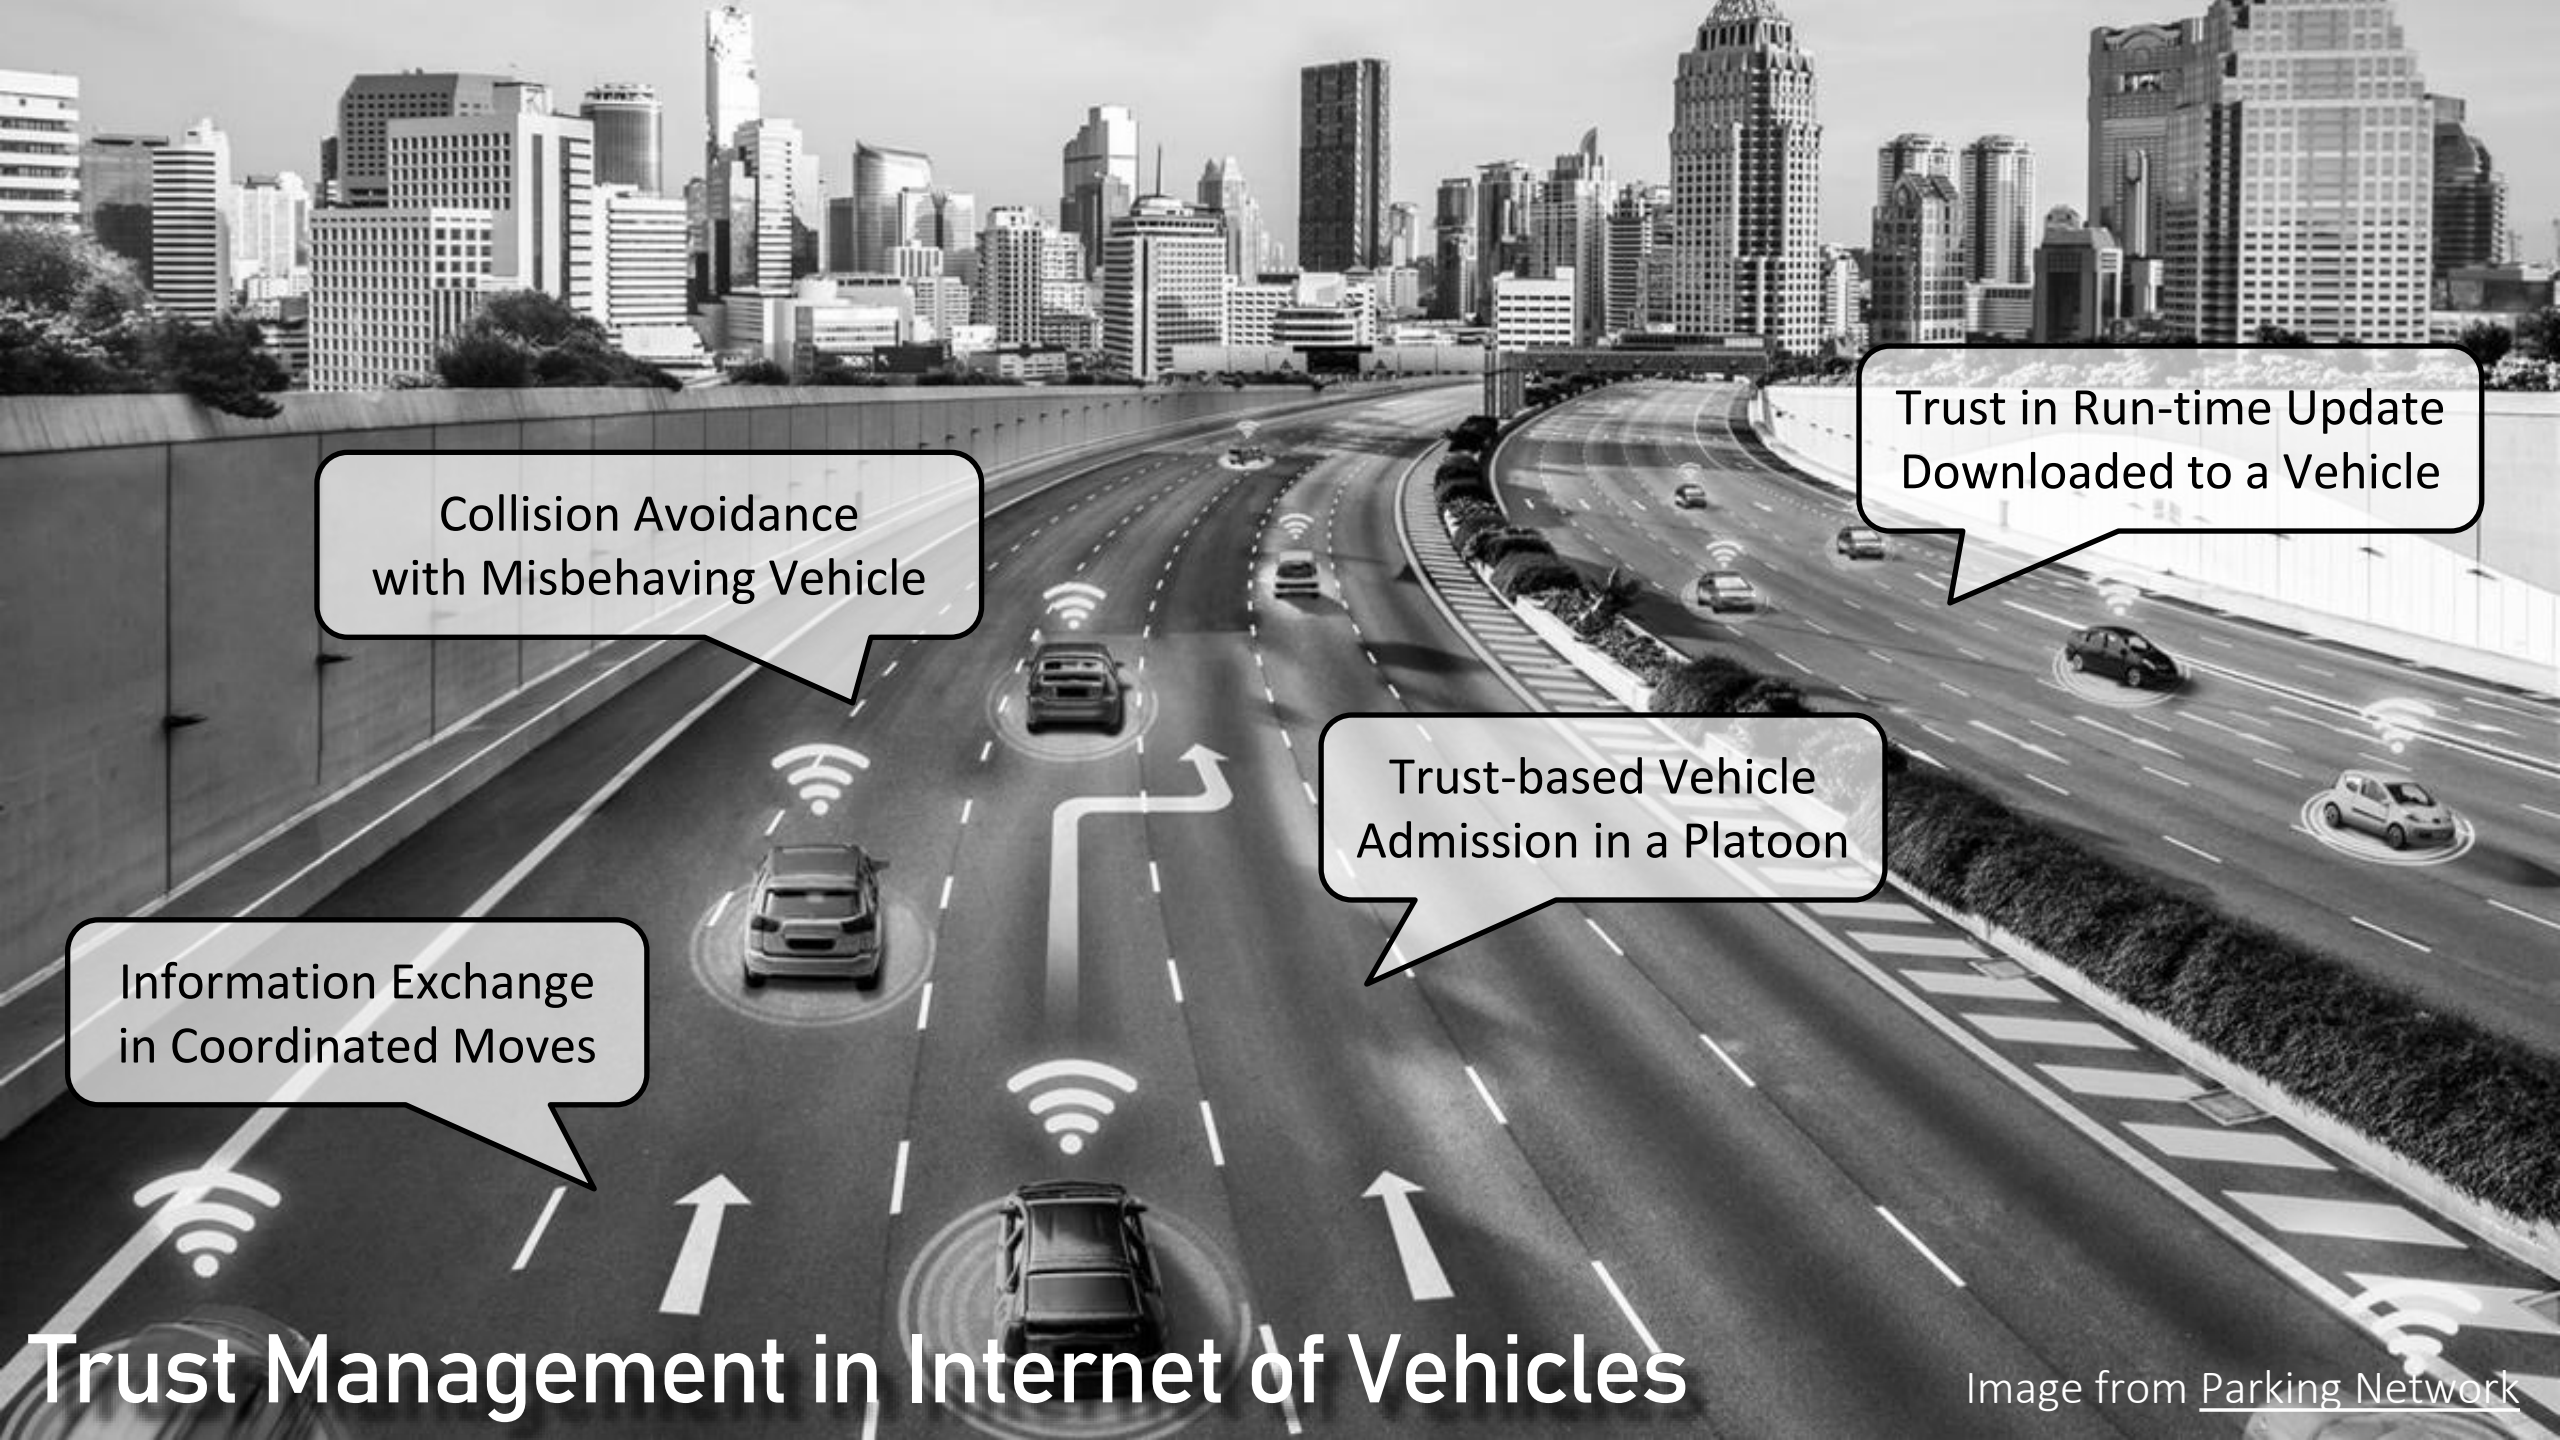 Trust in Run-time Update
Downloaded to a Vehicle
Collision Avoidance
with Misbehaving Vehicle
Trust-based Vehicle
Admission in a Platoon
Information Exchange
in Coordinated Moves
Trust Management in Internet of Vehicles
Image from Parking Network